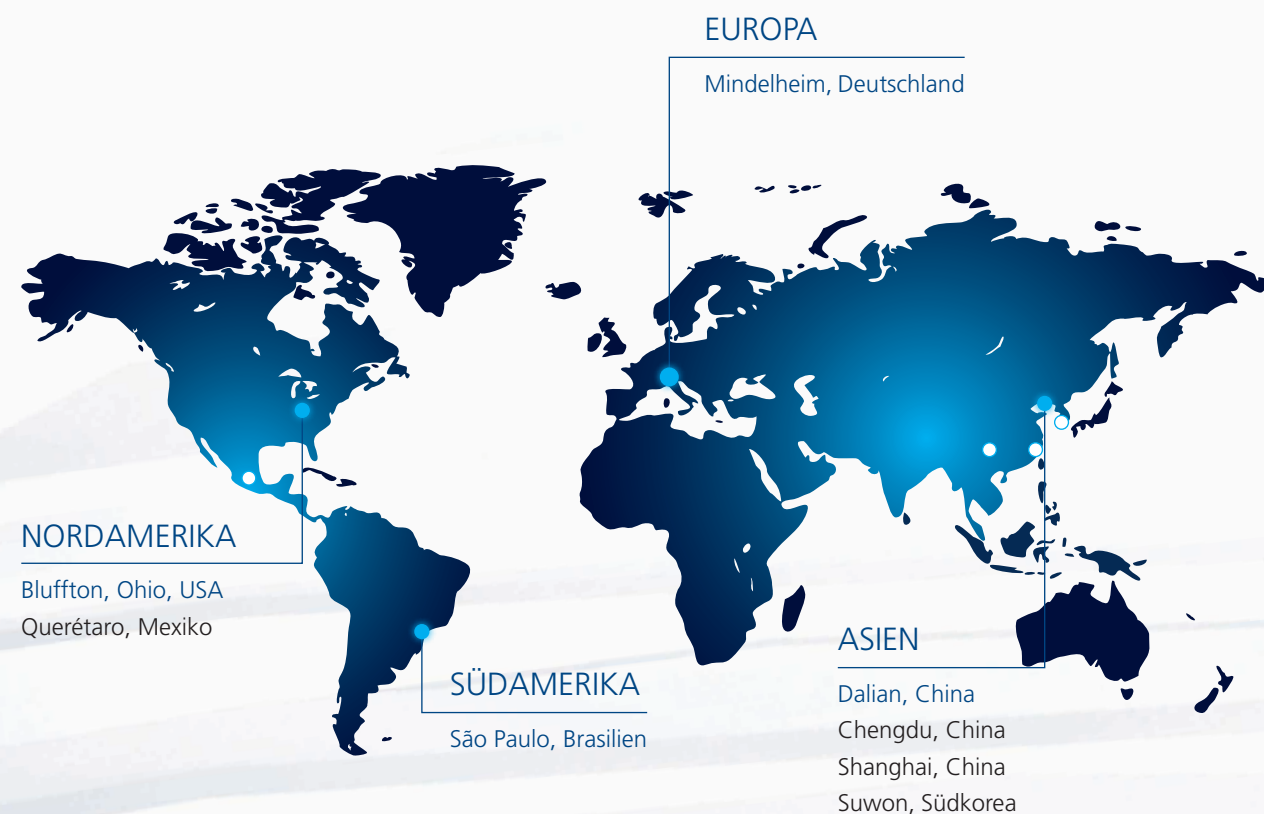 EUROPA
Mindelheim, Deutschland
NORDAMERIKA
Bluffton, Ohio, USA
Querétaro, Mexiko
SÜDAMERIKA
São Paulo, Brasilien
ASIEN
Dalian, China
Chengdu, China
Shanghai, China
Suwon, Südkorea